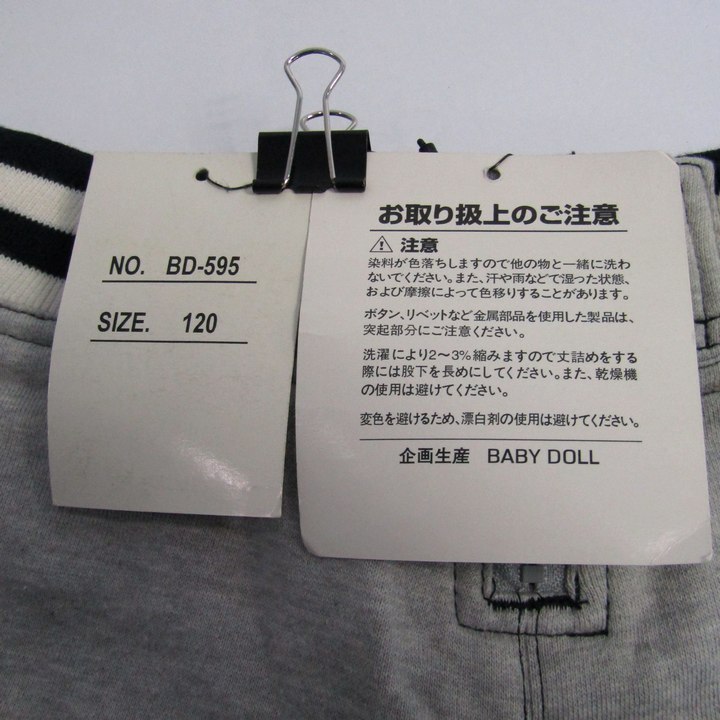 NO. BD-595
SIZE. 120
お取り扱上のご注意
注意
染料が色落ちしますので他の物と一緒に洗わ
ないでください。また、汗や雨などで湿った状態、
および摩擦によって色移りすることがあります。
ボタン、リベットなど金属部品を使用した製品は、
突起部分にご注意ください。
洗濯により2〜3%縮みますので丈詰めをする
際には股下を長めにしてください。また、乾燥機
の使用は避けてください。
変色を避けるため、漂白剤の使用は避けてください。
企画生産 BABY DOLL